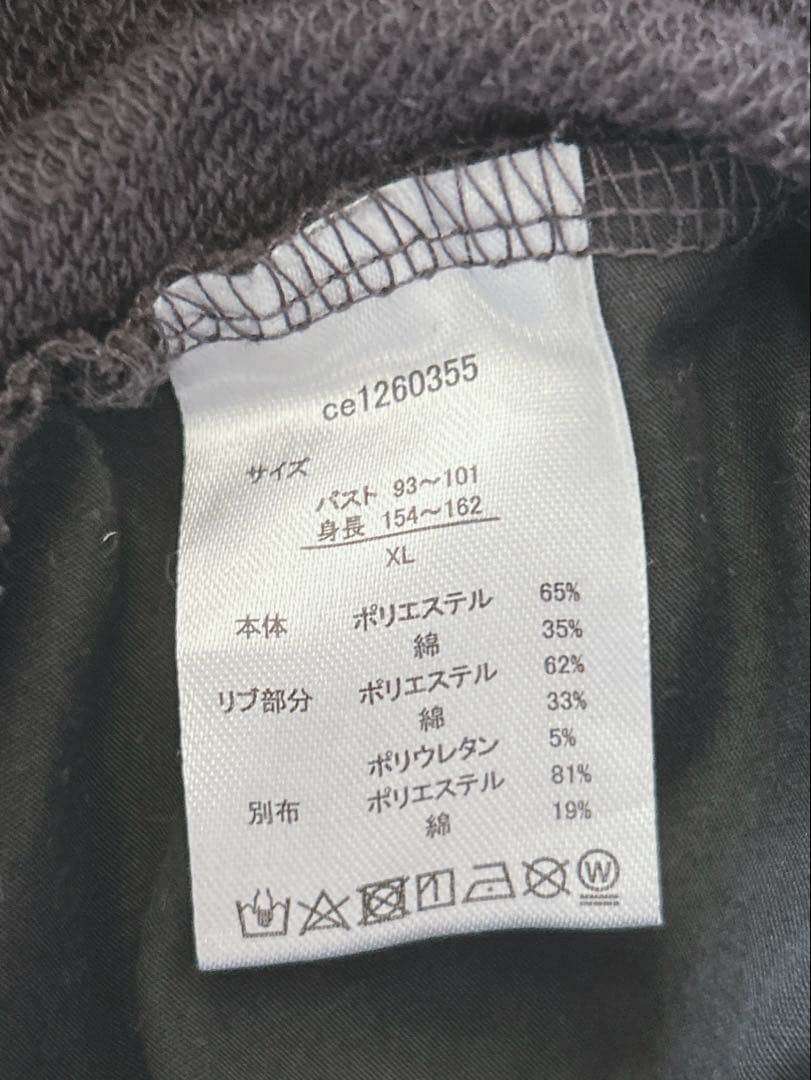 ce1260355
サイズ
バスト 93～101
身長 154～162
XL
本体 ポリエステル 65%
綿 35%
リブ部分 ポリエステル 62%
綿 33%
ポリウレタン 5%
別布 ポリエステル 81%
綿 19%
W